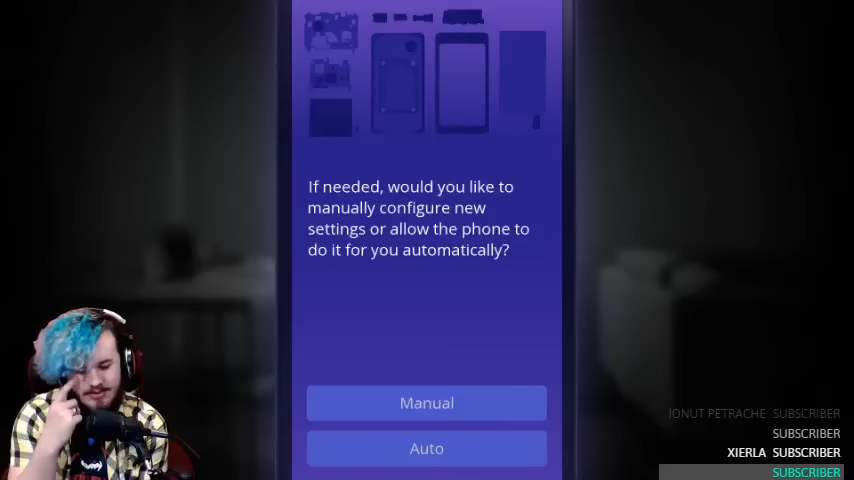 If needed, would you like to
manually configure new
settings or allow the phone to
do it for you automatically?
Manual
Auto
IONUT PETRACHE SUBSCRIBER
SUBSCRIBER
XIERLA SUBSCRIBER
SUBSCRIBER